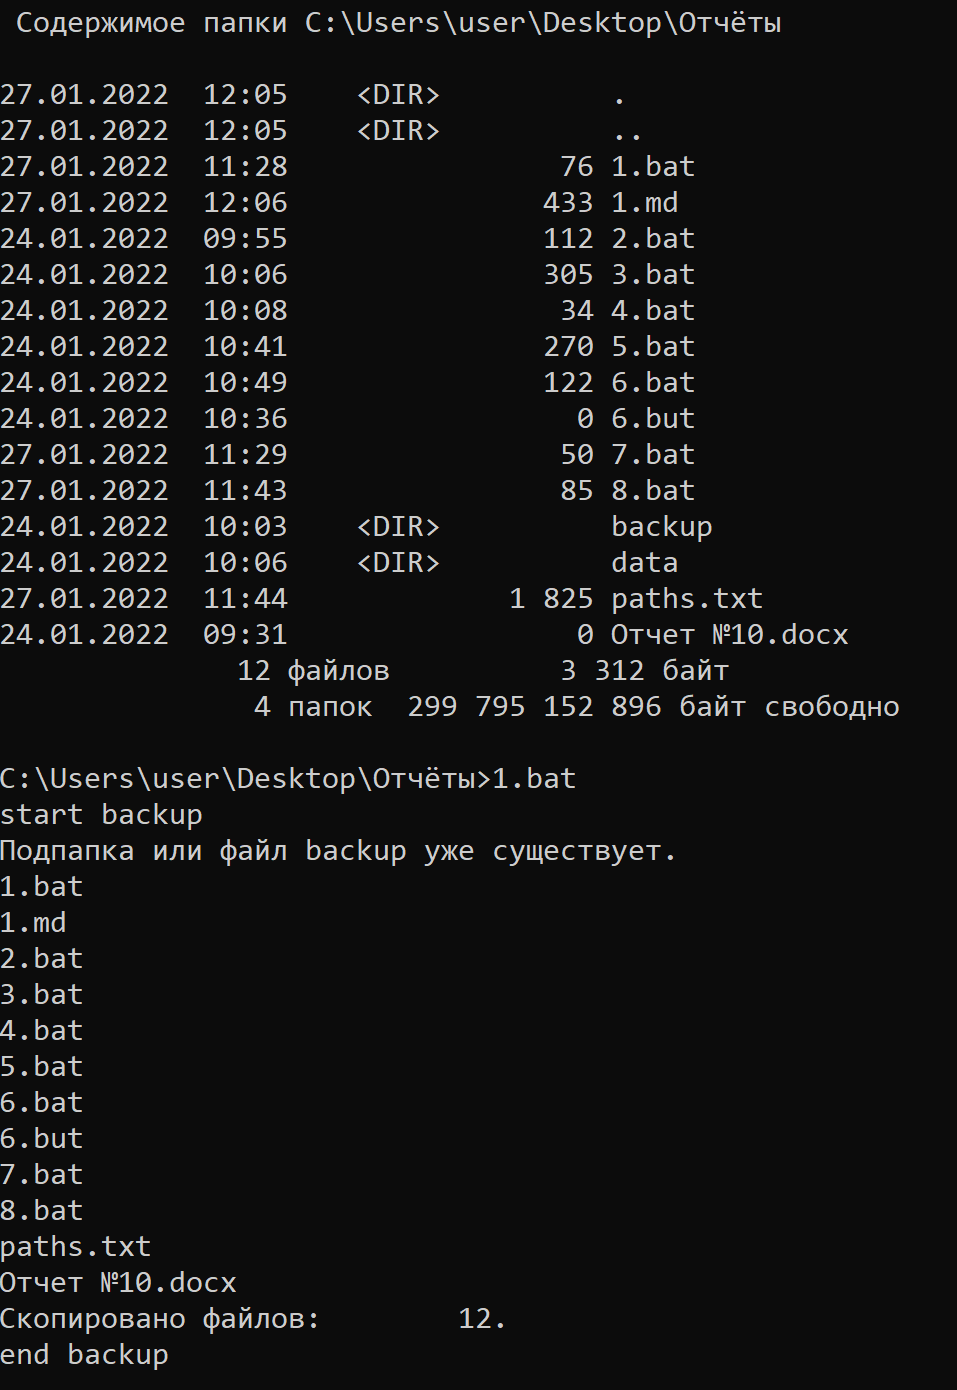 Содержимое папки C:\Users\user\Desktop\Отчёты
27.01.2022  12:05    <DIR>          .
27.01.2022  12:05    <DIR>          ..
27.01.2022  11:28                76 1.bat
27.01.2022  12:06               433 1.md
24.01.2022  09:55               112 2.bat
24.01.2022  10:06               305 3.bat
24.01.2022  10:08                34 4.bat
24.01.2022  10:41               270 5.bat
24.01.2022  10:49               122 6.bat
24.01.2022  10:36                 0 6.but
27.01.2022  11:29                50 7.bat
27.01.2022  11:43                85 8.bat
24.01.2022  10:03    <DIR>          backup
24.01.2022  10:06    <DIR>          data
27.01.2022  11:44             1 825 paths.txt
24.01.2022  09:31                 0 Отчет №10.docx
12 файлов          3 312 байт
4 папок  299 795 152 896 байт свободно
C:\Users\user\Desktop\Отчёты>1.bat
start backup
Подпапка или файл backup уже существует.
1.bat
1.md
2.bat
3.bat
4.bat
5.bat
6.bat
6.but
7.bat
8.bat
paths.txt
Отчет №10.docx
Скопировано файлов:        12.
end backup